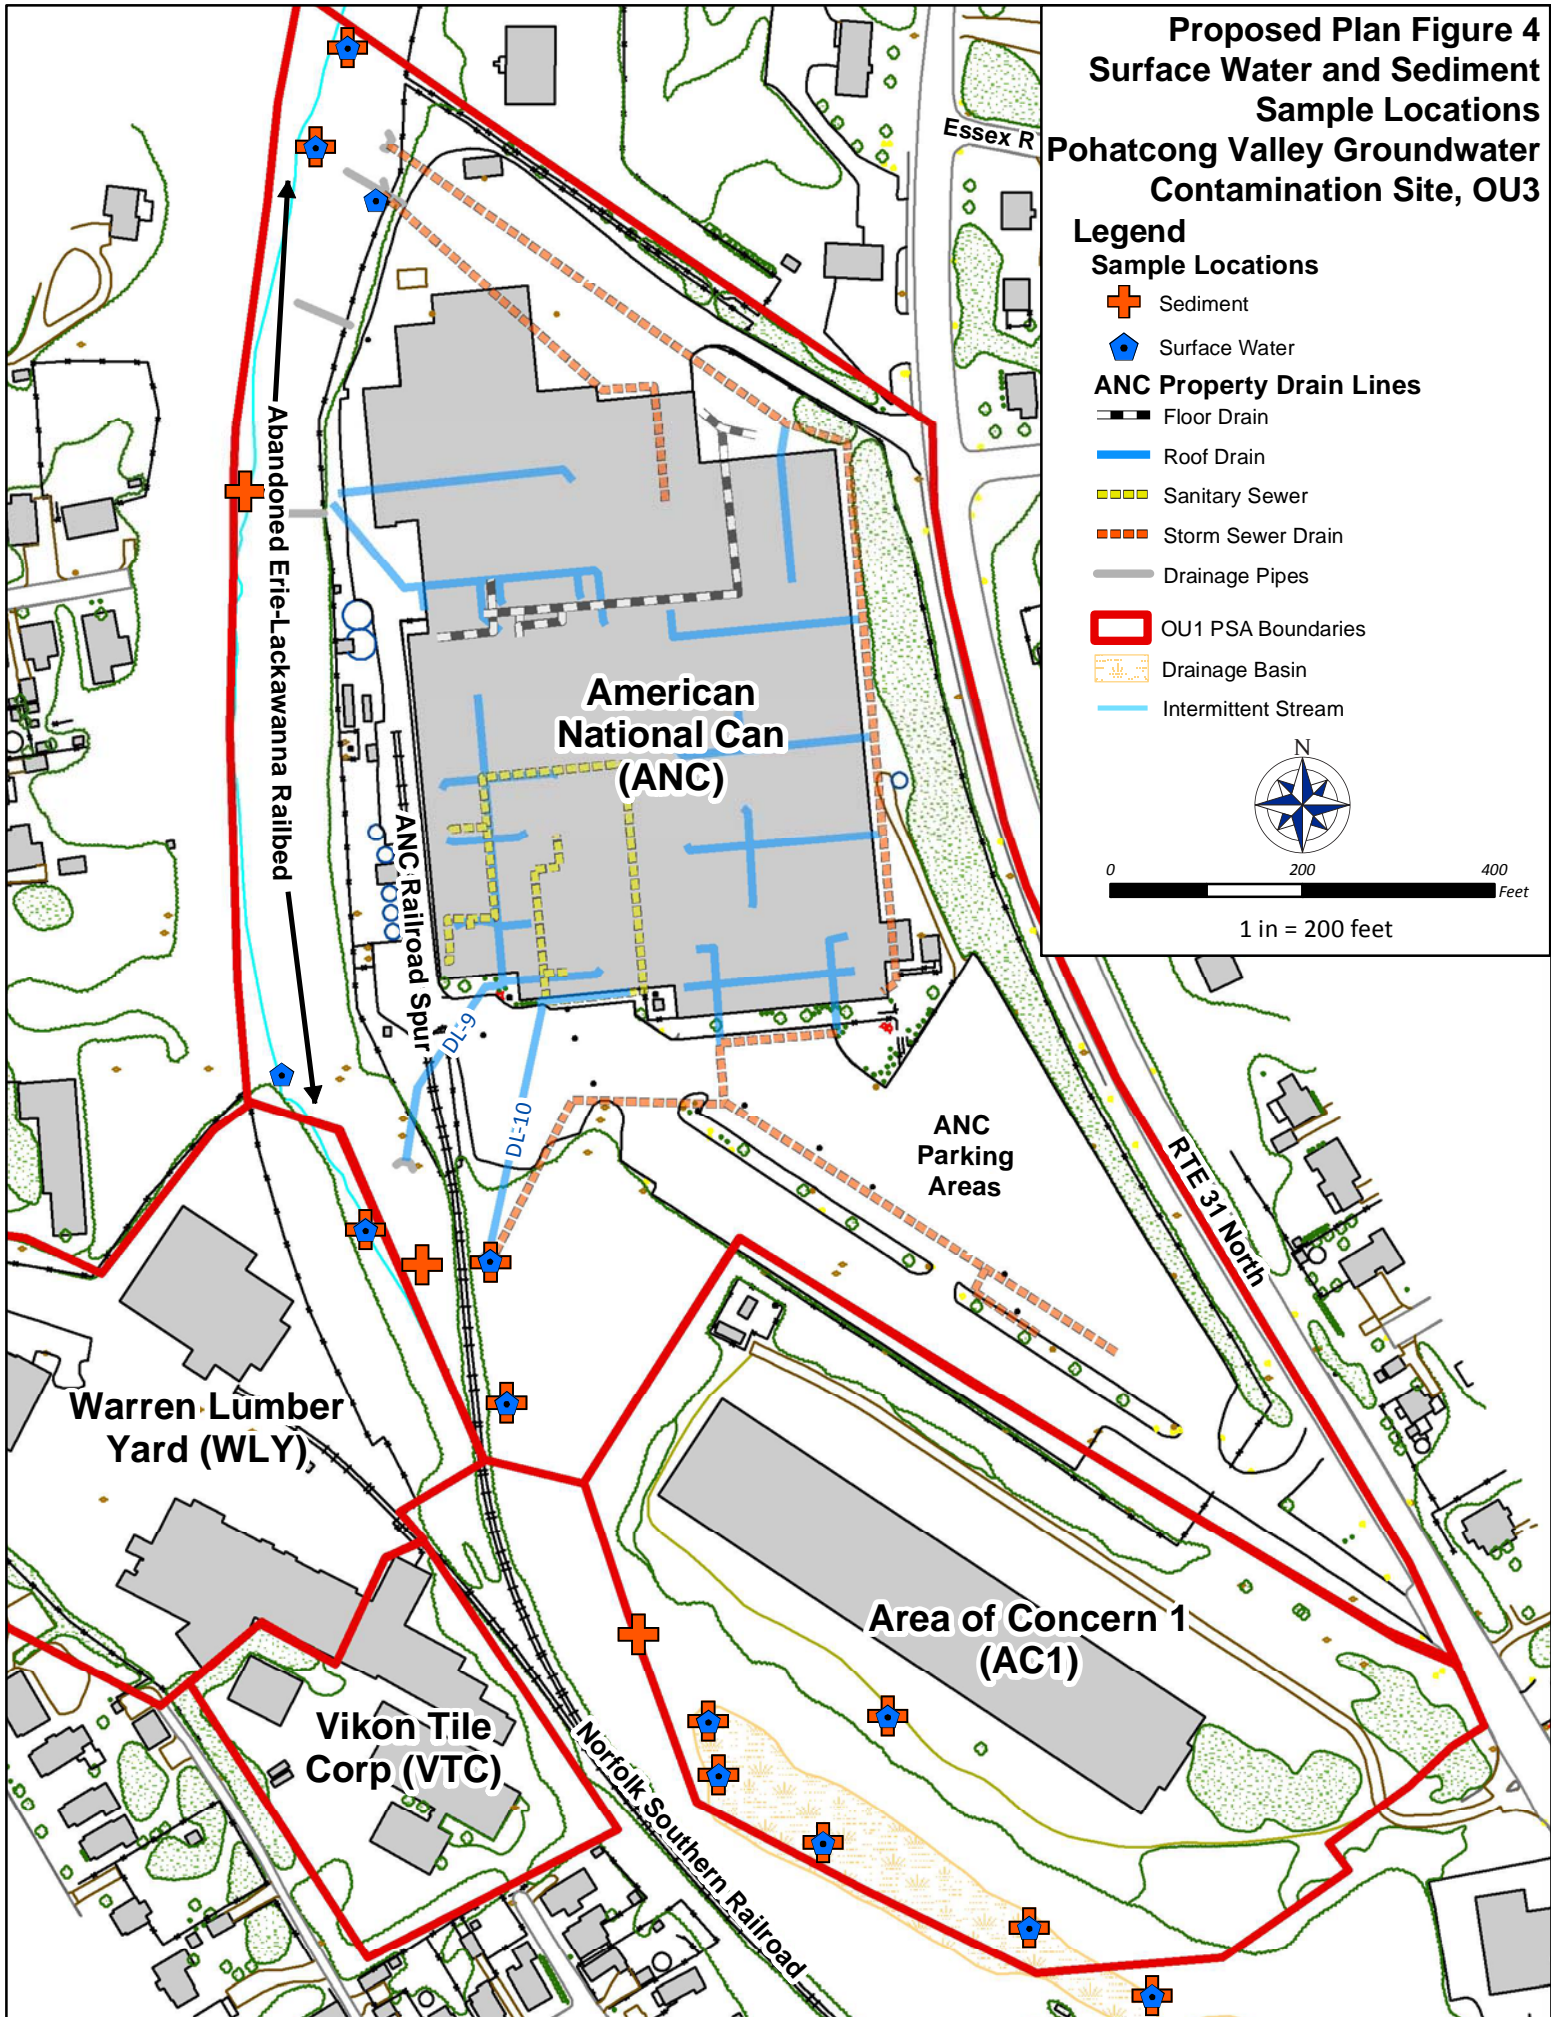 Proposed Plan Figure 4
Surface Water and Sediment
Sample Locations
Pohatcong Valley Groundwater
Contamination Site, OU3
Legend
Sample Locations
Sediment
Surface Water
ANC Property Drain Lines
Floor Drain
Roof Drain
Sanitary Sewer
Storm Sewer Drain
Drainage Pipes
OU1 PSA Boundaries
Drainage Basin
Intermittent Stream
N
0 200 400
Feet
1 in = 200 feet
Essex R
Abandoned Erie-Lackawanna Railbed
American
National Can
(ANC)
ANC Railroad Spur
DL-9
DL-10
ANC
Parking
Areas
RTE 31 North
Warren Lumber
Yard (WLY)
Area of Concern 1
(AC1)
Vikon Tile
Corp (VTC)
Norfolk Southern Railroad